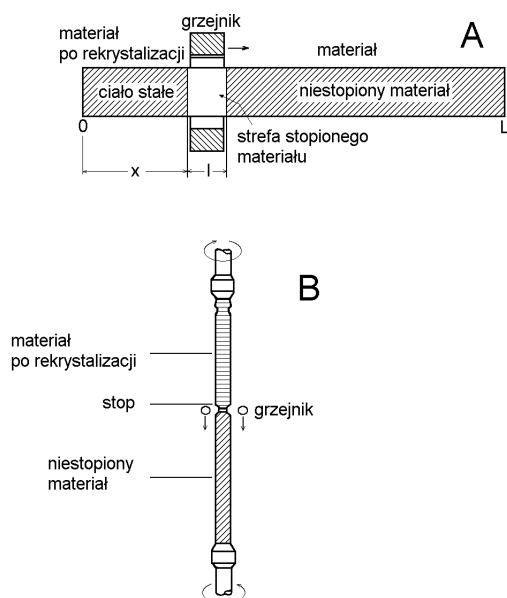 grzejnik
materiał
po rekrystalizacji
materiał
A
ciało stałe
niestopiony materiał
0
L
strefa stopionego
materiału
x
l
B
materiał
po rekrystalizacji
stop
grzejnik
niestopiony
materiał